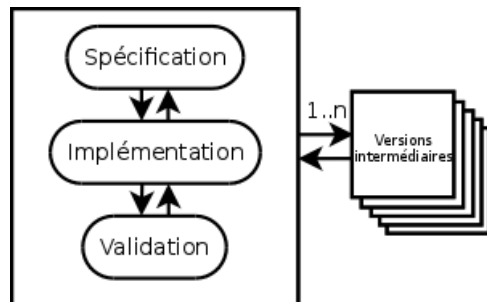 Spécification
1..n
Implémentation
Versions
intermédiaires
Validation